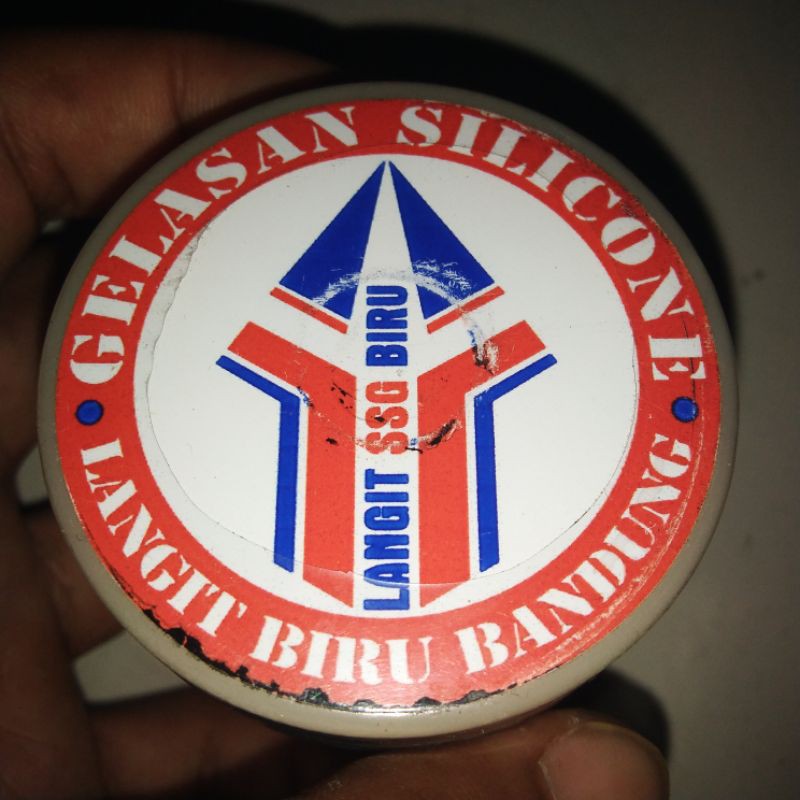 GELASAN SILICONE
LANGIT SSG BIRU
LANGIT BIRU BANDUNG